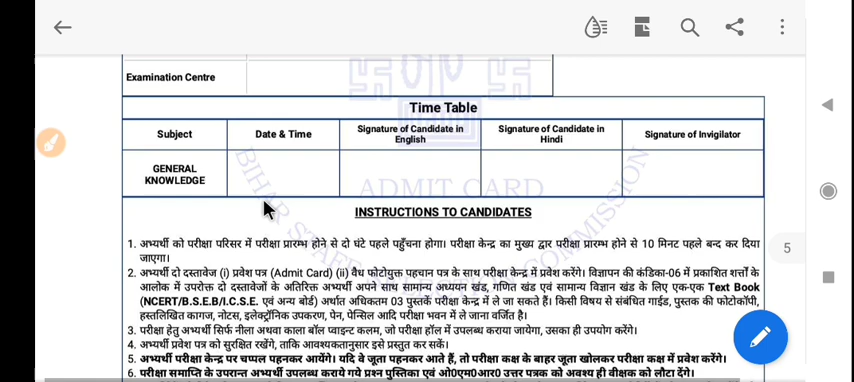 Examination Centre
Time Table
Subject Date & Time Signature of Candidate in English Signature of Candidate in Hindi Signature of Invigilator
GENERAL KNOWLEDGE
ADMIT CARD
BIHAR STAFF COMMISSION
INSTRUCTIONS TO CANDIDATES
1. अभ्यर्थी को परीक्षा परिसर में परीक्षा प्रारम्भ होने से दो घंटे पहले पहुँचना होगा। परीक्षा केन्द्र का मुख्य द्वार परीक्षा प्रारम्भ होने से 10 मिनट पहले बन्द कर दिया
जाएगा।
5
2. अभ्यर्थी दो दस्तावेज (i) प्रवेश पत्र (Admit Card) (ii) वैध फोटोयुक्त पहचान पत्र के साथ परीक्षा केन्द्र में प्रवेश करेंगे। विज्ञापन की कंडिका-06 में प्रकाशित शर्त्तों के
आलोक में उपरोक्त दो दस्तावेजों के अतिरिक्त अभ्यर्थी अपने साथ सामान्य अध्ययन खंड, गणित खंड एवं सामान्य विज्ञान खंड के लिए एक-एक Text Book
(NCERT/B.S.E.B/I.C.S.E. एवं अन्य बोर्ड) अर्थात अधिकतम 03 पुस्तकें परीक्षा केन्द्र में ले जा सकते हैं। किसी विषय से संबंधित गाईड, पुस्तक की फोटोकॉपी,
हस्तलिखित कागज, नोटस, इलेक्ट्रॉनिक उपकरण, पेन, पेन्सिल आदि परीक्षा भवन में ले जाना वर्जित है।
3. परीक्षा हेतु अभ्यर्थी सिर्फ नीला अथवा काला बॉल प्वाइन्ट कलम, जो परीक्षा हॉल में उपलब्ध कराया जायेगा, उसका ही उपयोग करेंगे।
4. अभ्यर्थी प्रवेश पत्र को सुरक्षित रखेंगे, ताकि आवश्यकतानुसार इसे प्रस्तुत कर सकें।
5. अभ्यर्थी परीक्षा केन्द्र पर चप्पल पहनकर आयेंगे। यदि वे जूता पहनकर आते हैं, तो परीक्षा कक्ष के बाहर जूता खोलकर परीक्षा कक्ष में प्रवेश करेंगे।
6. परीक्षा समाप्ति के उपरान्त अभ्यर्थी उपलब्ध कराये गये प्रश्न पुस्तिका एवं ओ0एम0आर0 उत्तर पत्रक को अवश्य ही वीक्षक को लौटा देंगे।